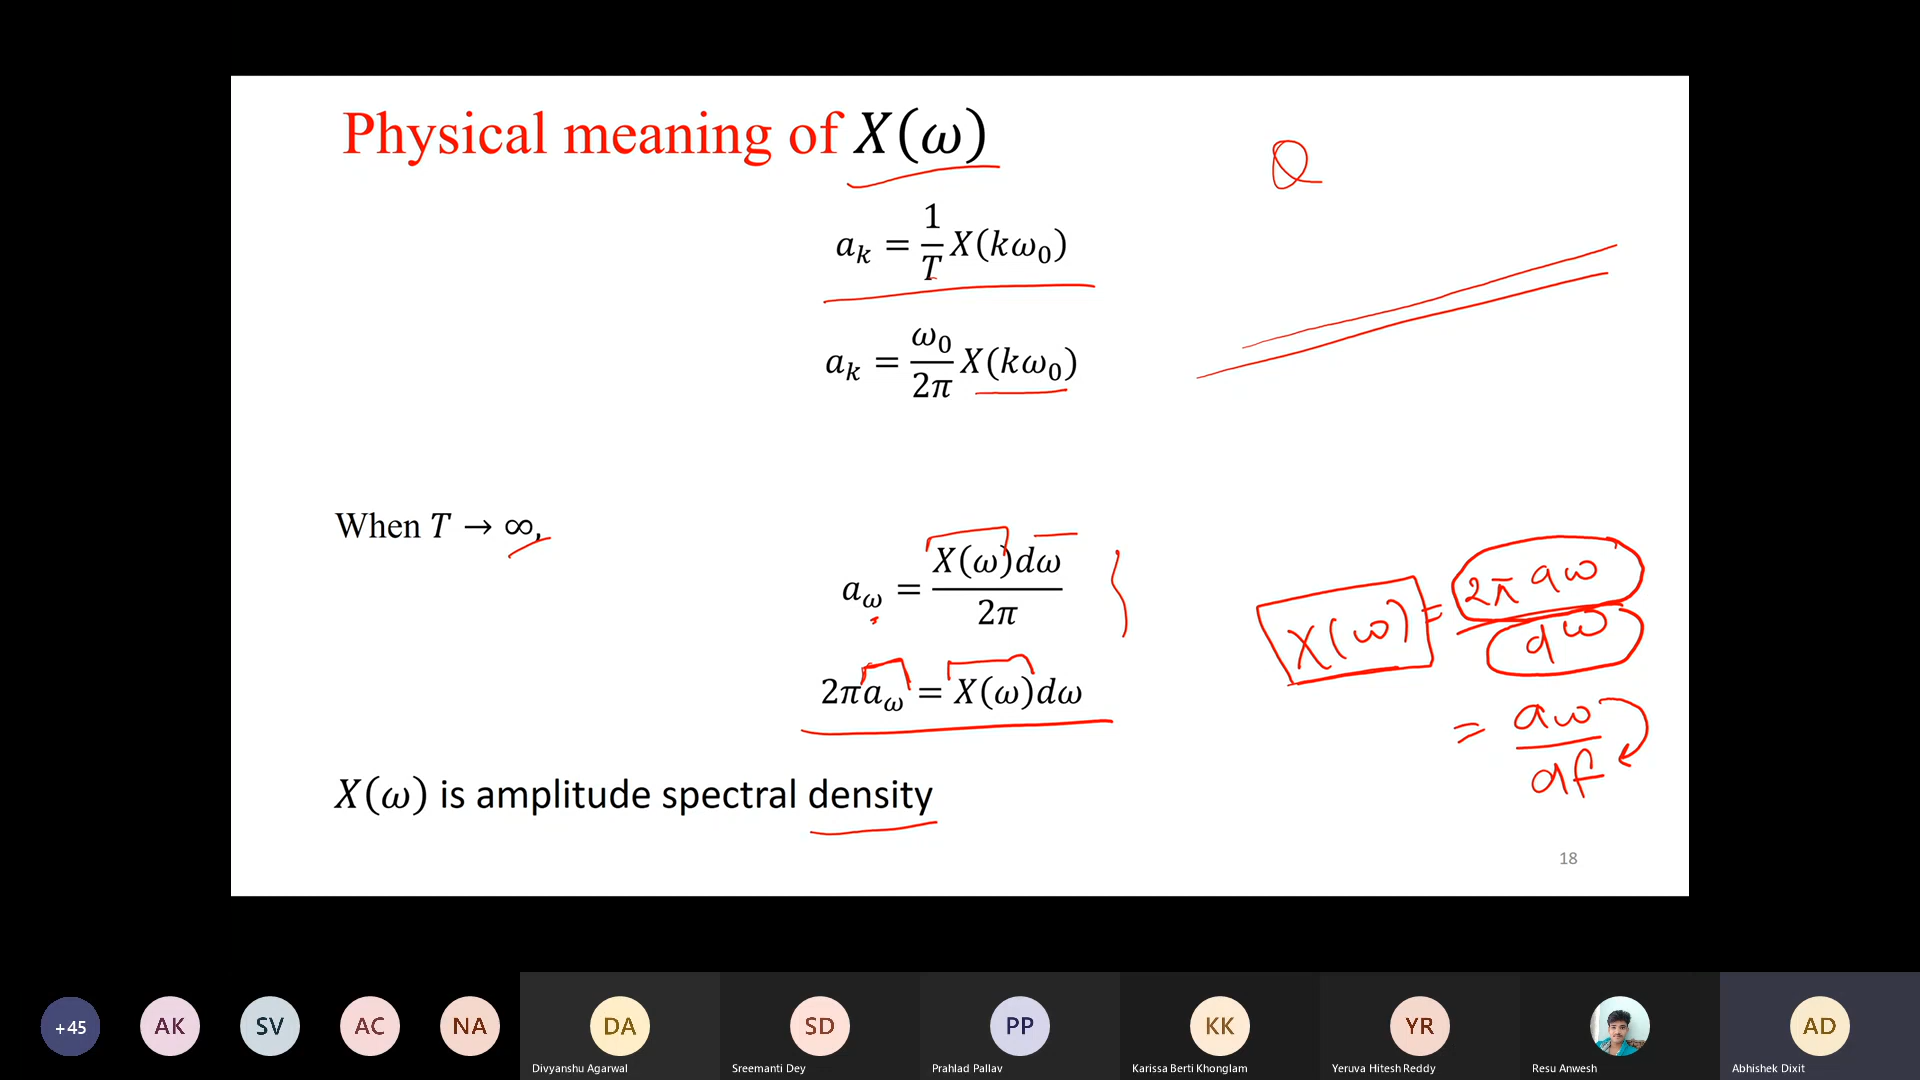 Physical meaning of X(ω)
Q
a_k = 1/T X(kω_0)
a_k = ω_0/2π X(kω_0)
When T → ∞,
a_ω = X(ω)dω/2π
2πa_ω = X(ω)dω
X(ω) = 2π aω / dω
= aω / df
X(ω) is amplitude spectral density
18
+45
AK
SV
AC
NA
DA
SD
PP
KK
YR
AD
Divyanshu Agarwal
Sreemanti Dey
Prahlad Pallav
Karissa Berti Khonglam
Yeruva Hitesh Reddy
Resu Anwesh
Abhishek Dixit